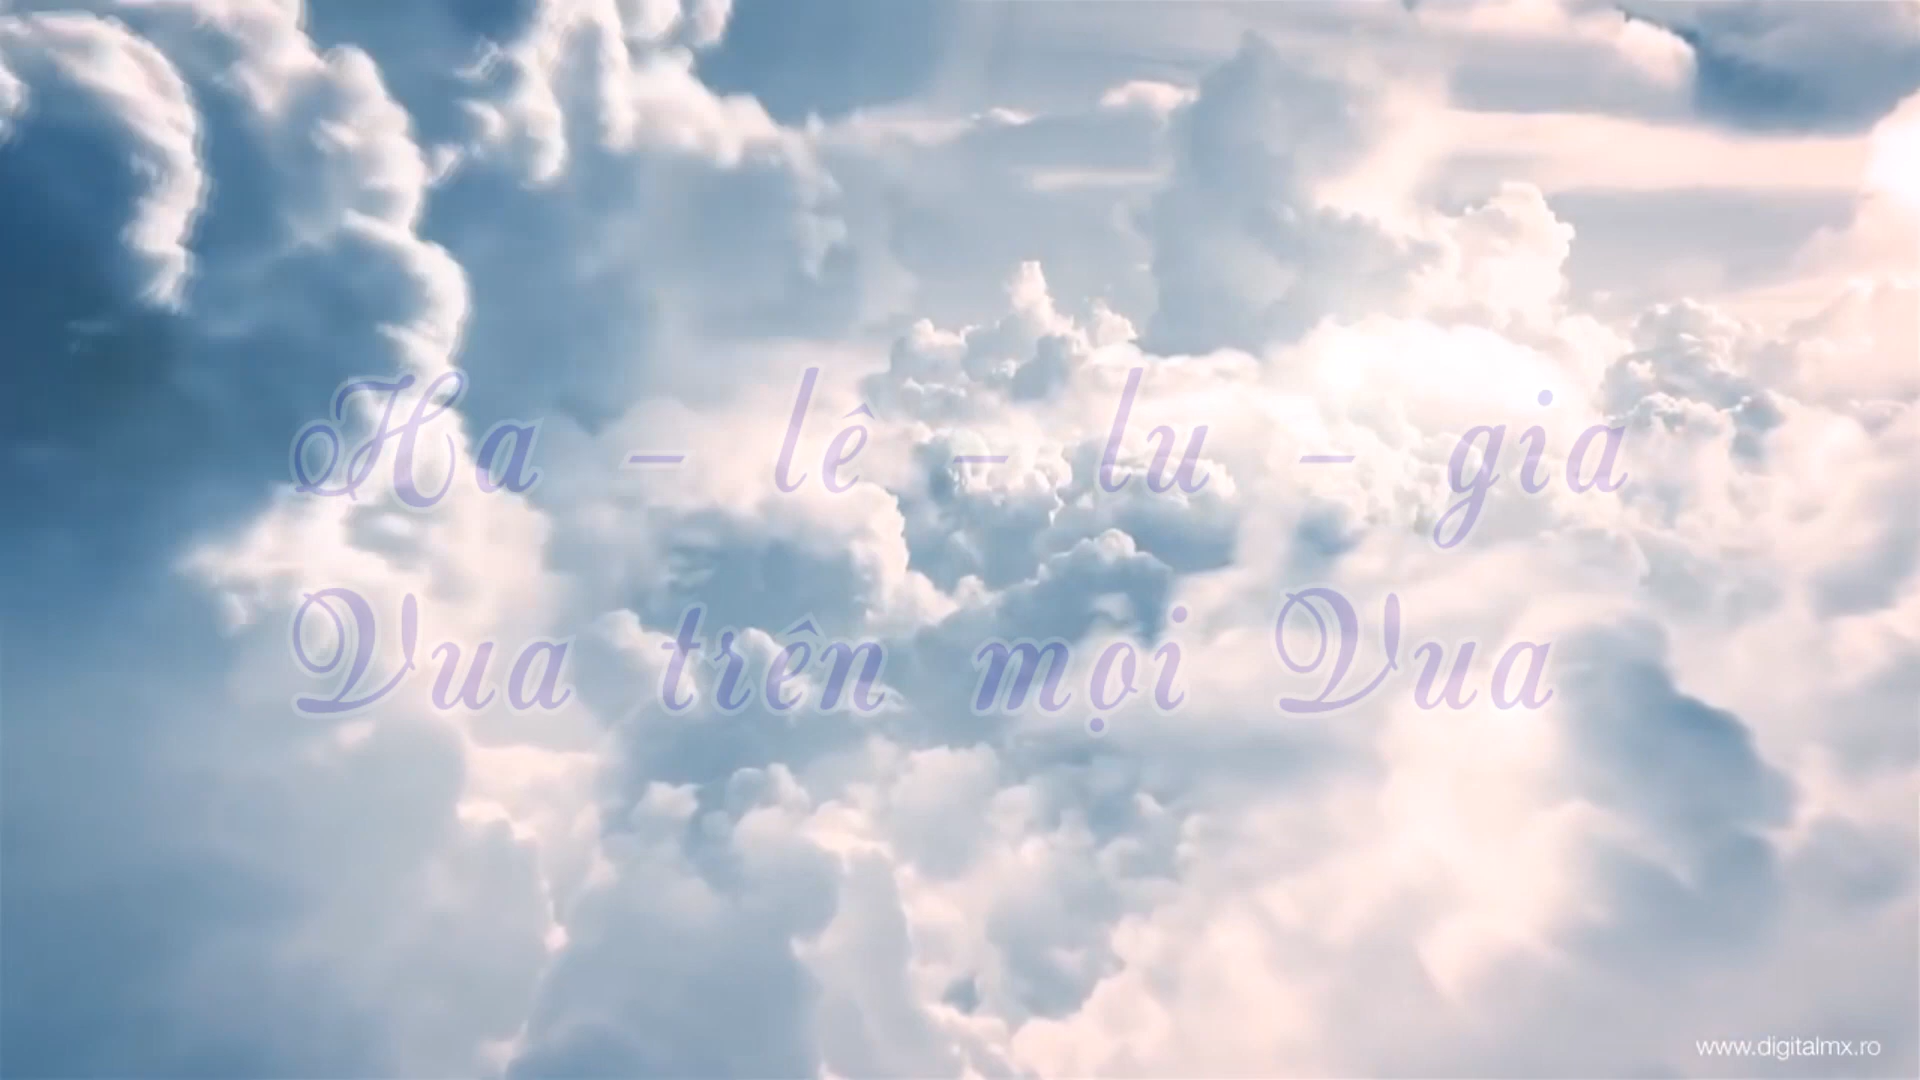 Ha - lê - lu - gia
Vua trên mọi Vua
www.digitalmx.ro